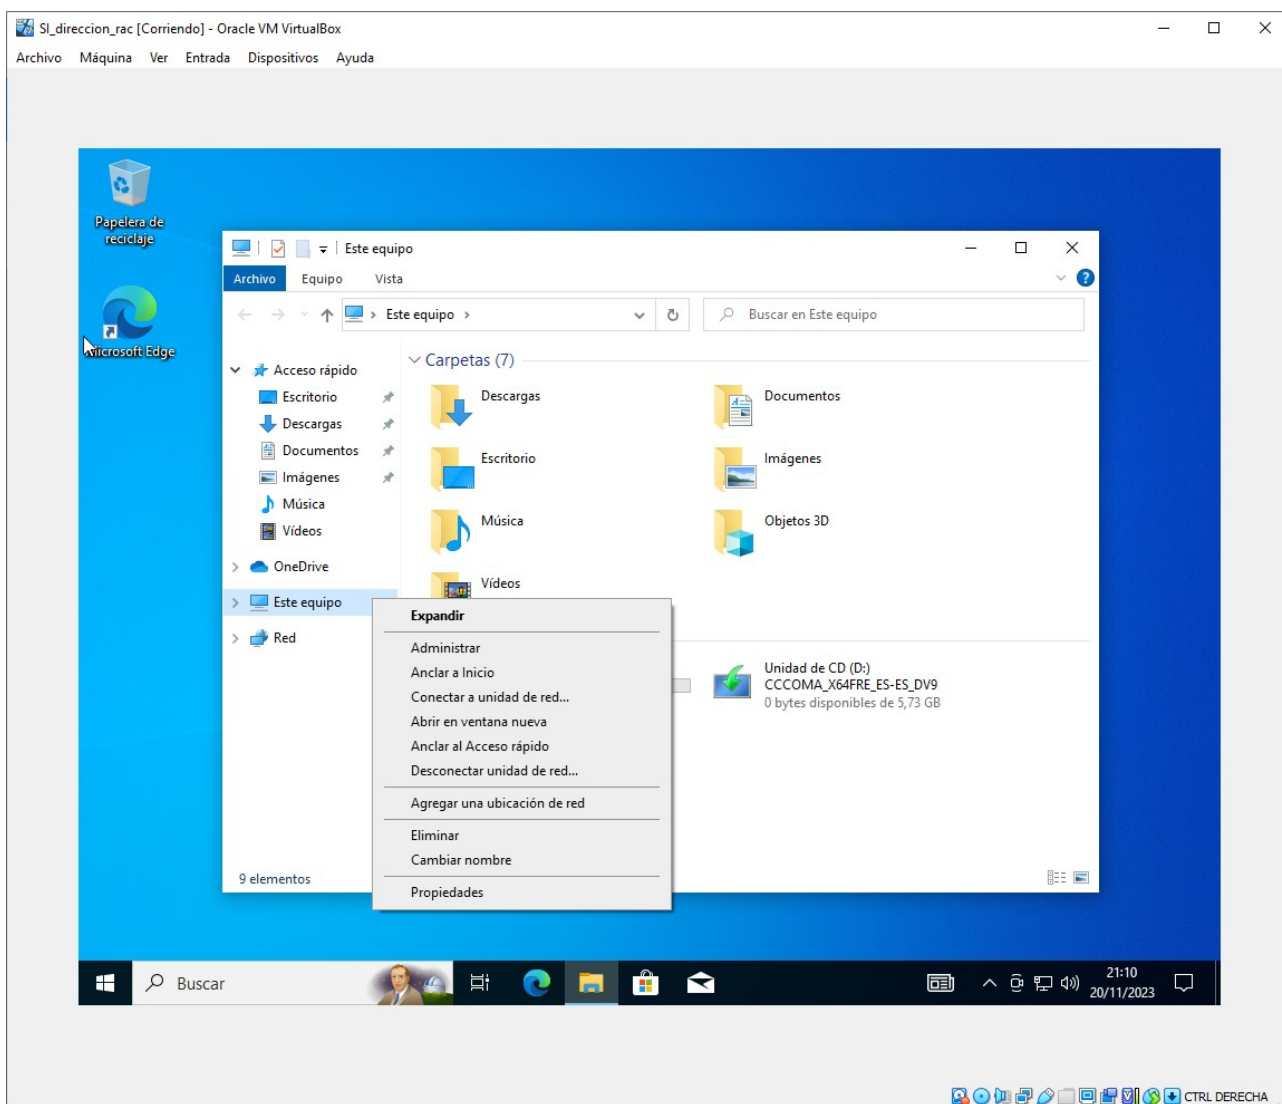 SI_direccion_rac [Corriendo] - Oracle VM VirtualBox
Archivo Máquina Ver Entrada Dispositivos Ayuda
Papelera de
reciclaje
Microsoft Edge
Este equipo
Archivo Equipo Vista
Este equipo
Buscar en Este equipo
Acceso rápido
Escritorio
Descargas
Documentos
Imágenes
Música
Vídeos
OneDrive
Este equipo
Red
Carpetas (7)
Descargas
Documentos
Escritorio
Imágenes
Música
Objetos 3D
Vídeos
Unidad de CD (D:)
CCCOMA_X64FRE_ES-ES_DV9
0 bytes disponibles de 5,73 GB
Expandir
Administrar
Anclar a Inicio
Conectar a unidad de red...
Abrir en ventana nueva
Anclar al Acceso rápido
Desconectar unidad de red...
Agregar una ubicación de red
Eliminar
Cambiar nombre
Propiedades
9 elementos
Buscar
21:10
20/11/2023
CTRL DERECHA